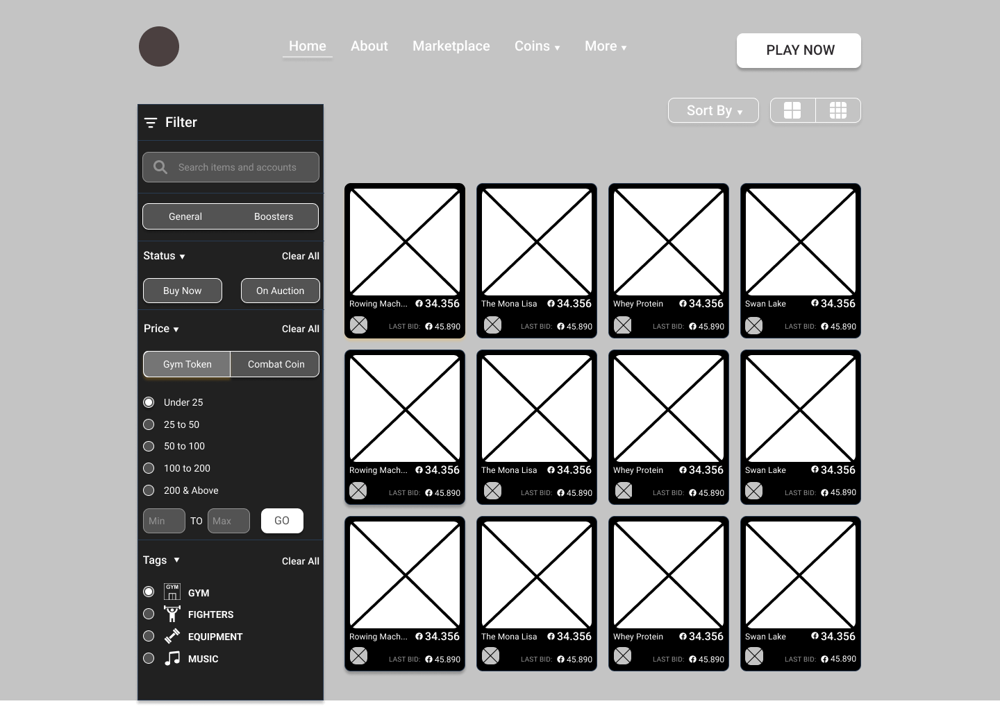 Home About Marketplace Coins More
PLAY NOW
Sort By
Filter
Search items and accounts
General Boosters
Status Clear All
Buy Now On Auction
Price Clear All
Gym Token Combat Coin
Under 25
25 to 50
50 to 100
100 to 200
200 & Above
Min TO Max GO
Tags Clear All
GYM GYM
FIGHTERS
EQUIPMENT
MUSIC
Rowing Mach... 34.356 The Mona Lisa 34.356 Whey Protein 34.356 Swan Lake 34.356
LAST BID: 45.890 LAST BID: 45.890 LAST BID: 45.890 LAST BID: 45.890
Rowing Mach... 34.356 The Mona Lisa 34.356 Whey Protein 34.356 Swan Lake 34.356
LAST BID: 45.890 LAST BID: 45.890 LAST BID: 45.890 LAST BID: 45.890
Rowing Mach... 34.356 The Mona Lisa 34.356 Whey Protein 34.356 Swan Lake 34.356
LAST BID: 45.890 LAST BID: 45.890 LAST BID: 45.890 LAST BID: 45.890